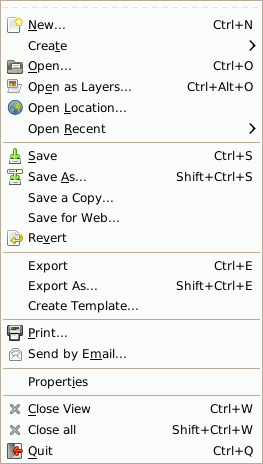 New... Ctrl+N
Create
Open... Ctrl+O
Open as Layers... Ctrl+Alt+O
Open Location...
Open Recent
Save Ctrl+S
Save As... Shift+Ctrl+S
Save a Copy...
Save for Web...
Revert
Export Ctrl+E
Export As... Shift+Ctrl+E
Create Template...
Print...
Send by Email...
Properties
Close View Ctrl+W
Close all Shift+Ctrl+W
Quit Ctrl+Q